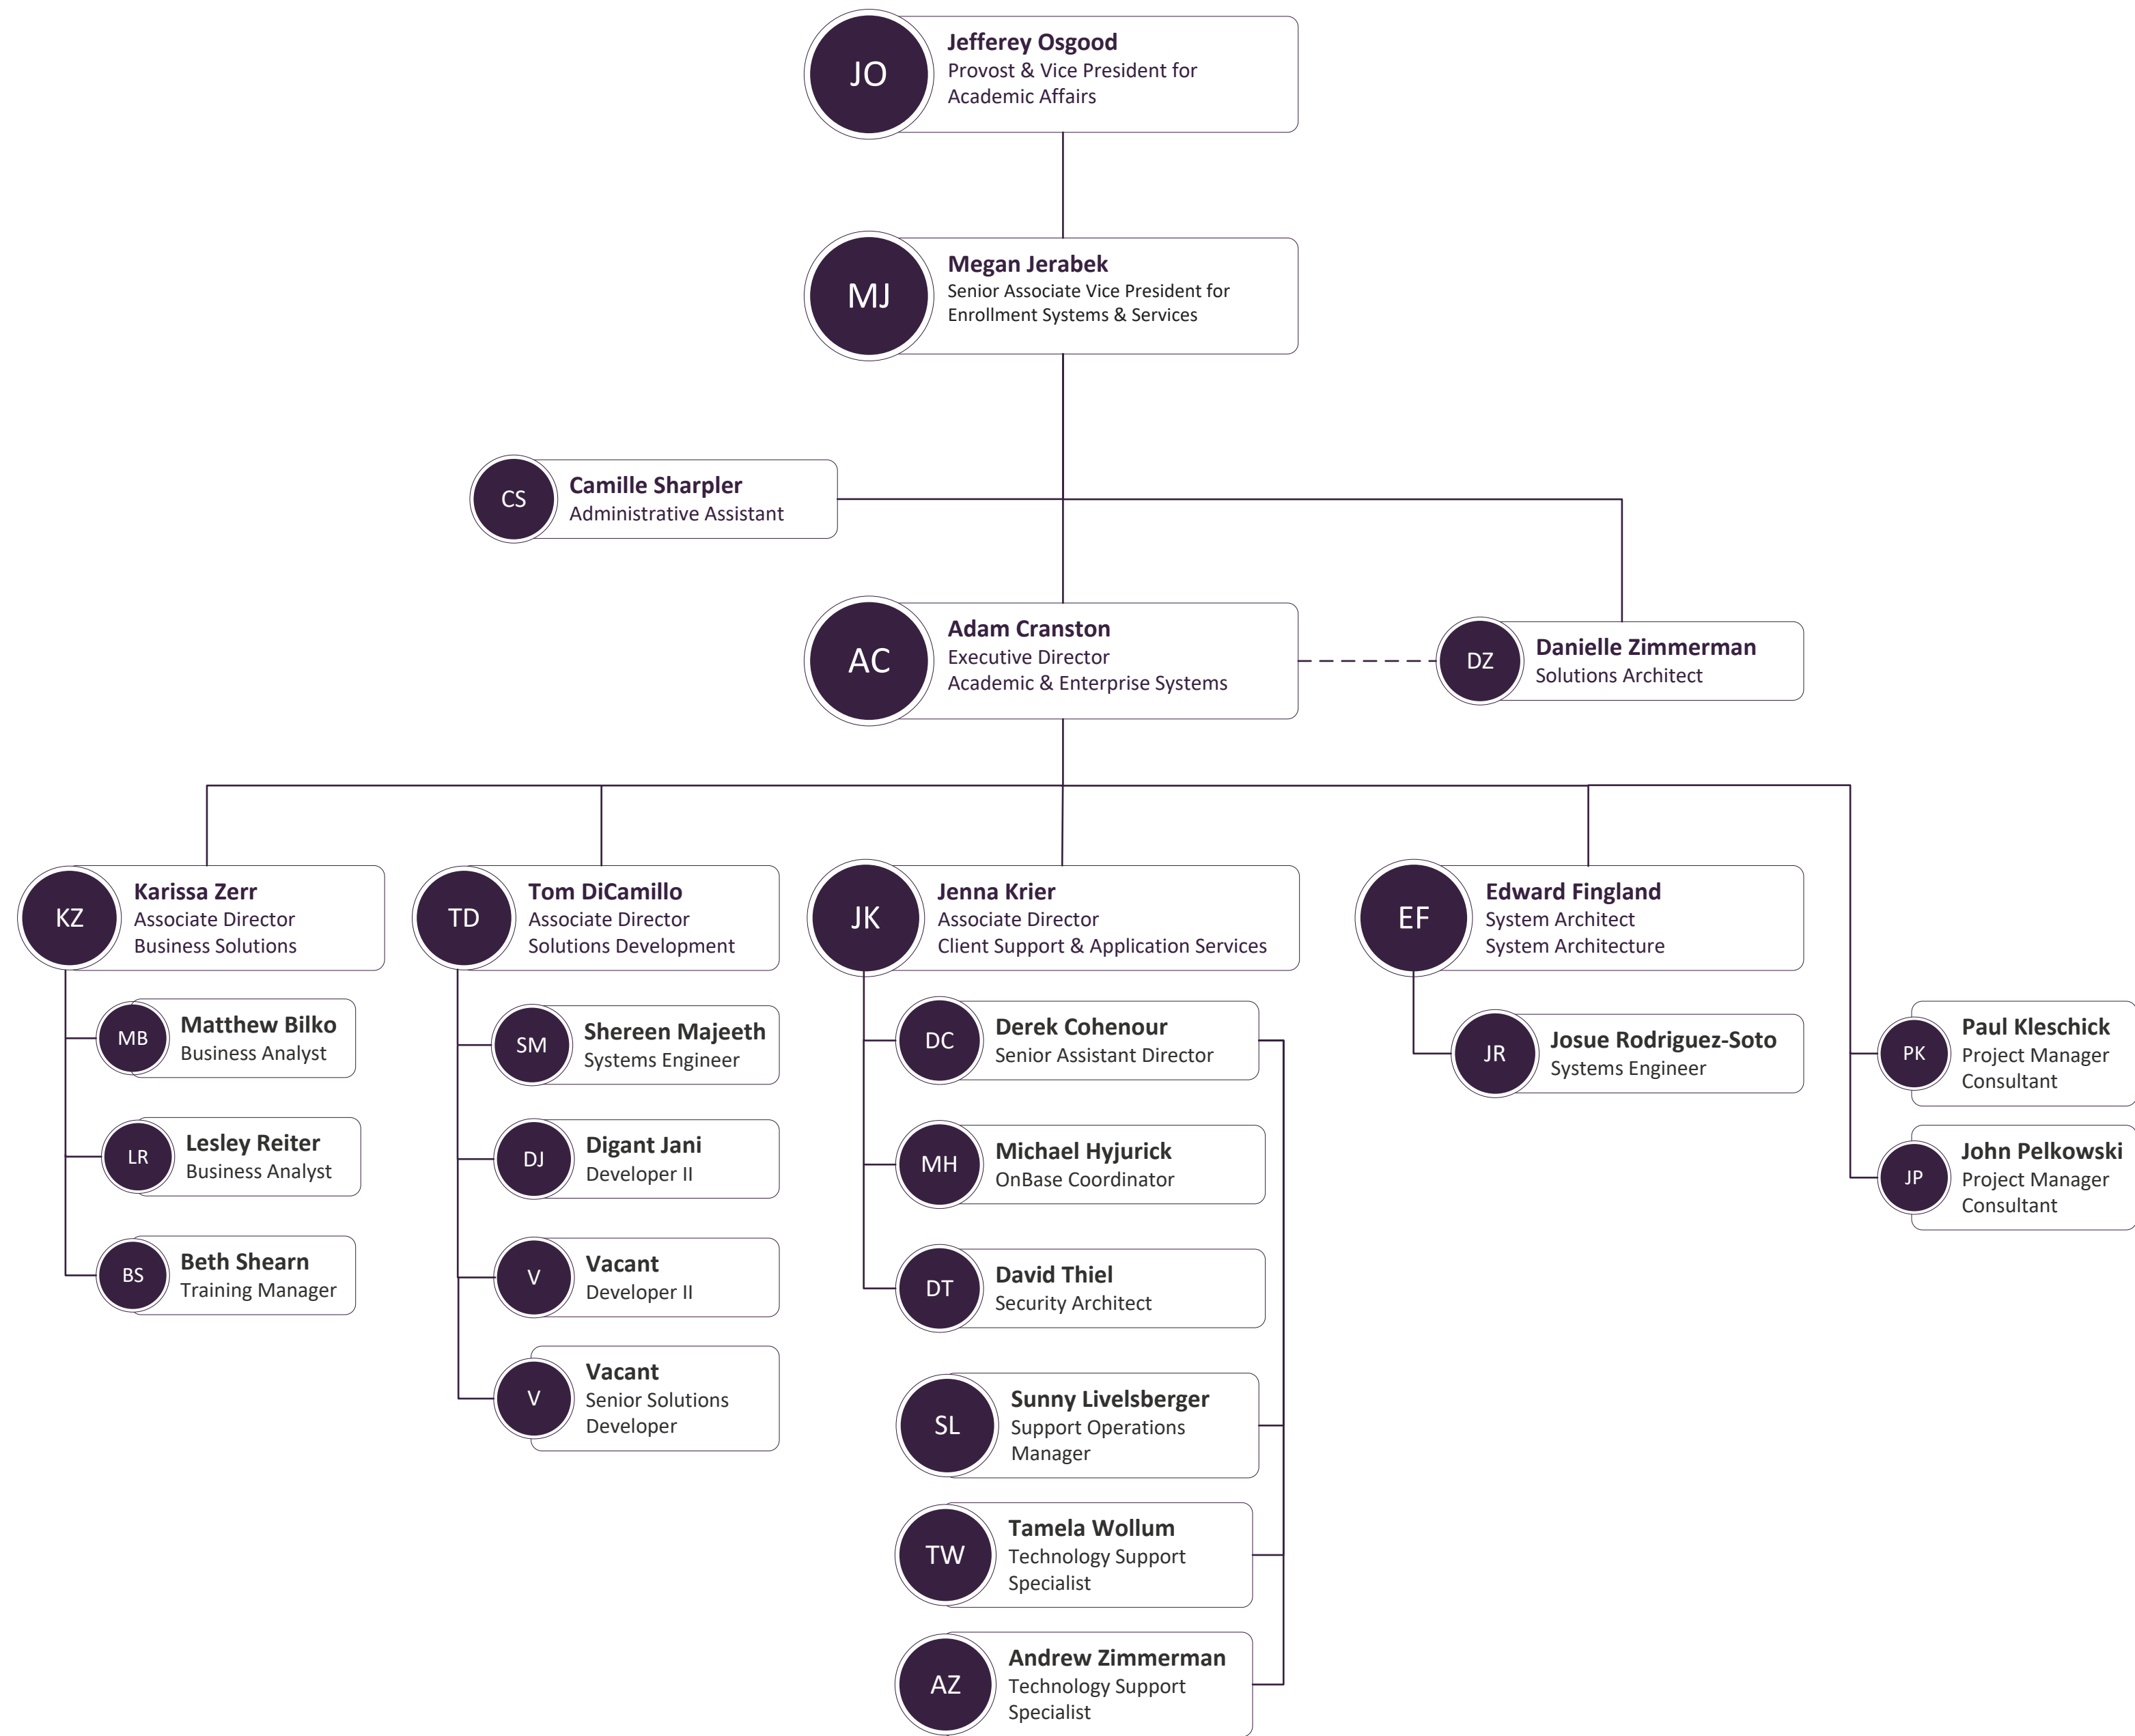 JO
Jefferey Osgood
Provost & Vice President for
Academic Affairs
MJ
Megan Jerabek
Senior Associate Vice President for
Enrollment Systems & Services
CS
Camille Sharpler
Administrative Assistant
AC
Adam Cranston
Executive Director
Academic & Enterprise Systems
DZ
Danielle Zimmerman
Solutions Architect
KZ
Karissa Zerr
Associate Director
Business Solutions
MB
Matthew Bilko
Business Analyst
LR
Lesley Reiter
Business Analyst
BS
Beth Shearn
Training Manager
TD
Tom DiCamillo
Associate Director
Solutions Development
SM
Shereen Majeeth
Systems Engineer
DJ
Digant Jani
Developer II
V
Vacant
Developer II
V
Vacant
Senior Solutions
Developer
JK
Jenna Krier
Associate Director
Client Support & Application Services
DC
Derek Cohenour
Senior Assistant Director
MH
Michael Hyjurick
OnBase Coordinator
DT
David Thiel
Security Architect
SL
Sunny Livelsberger
Support Operations
Manager
TW
Tamela Wollum
Technology Support
Specialist
AZ
Andrew Zimmerman
Technology Support
Specialist
EF
Edward Fingland
System Architect
System Architecture
JR
Josue Rodriguez-Soto
Systems Engineer
PK
Paul Kleschick
Project Manager
Consultant
JP
John Pelkowski
Project Manager
Consultant